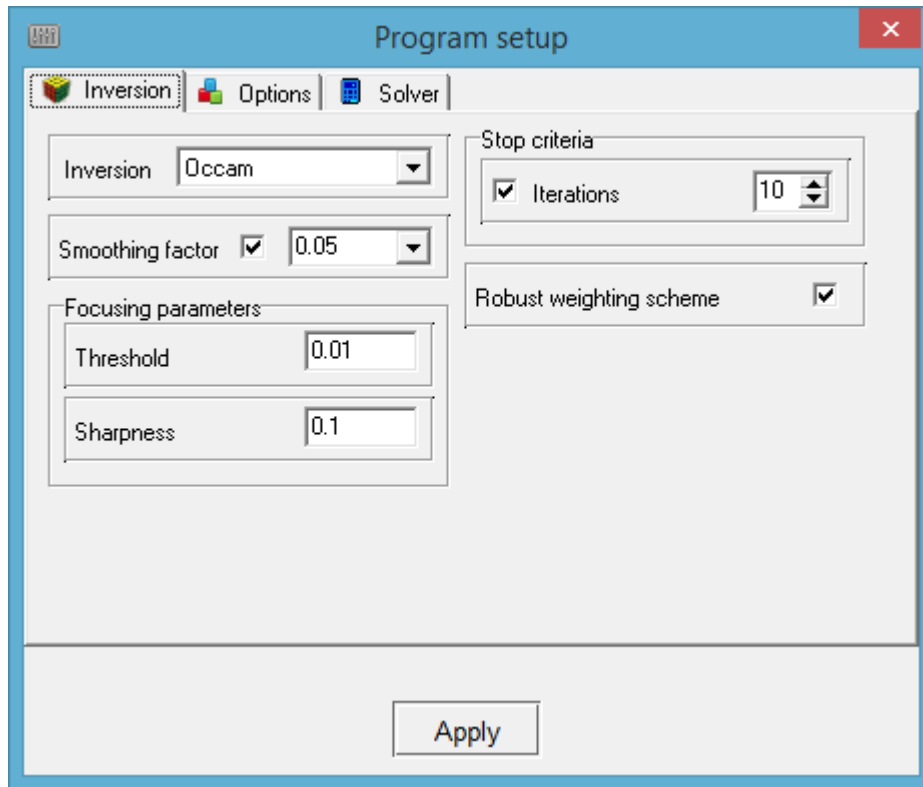 Program setup
Inversion
Options
Solver
Inversion
Occam
Smoothing factor
0.05
Focusing parameters
Threshold
0.01
Sharpness
0.1
Stop criteria
Iterations
10
Robust weighting scheme
Apply